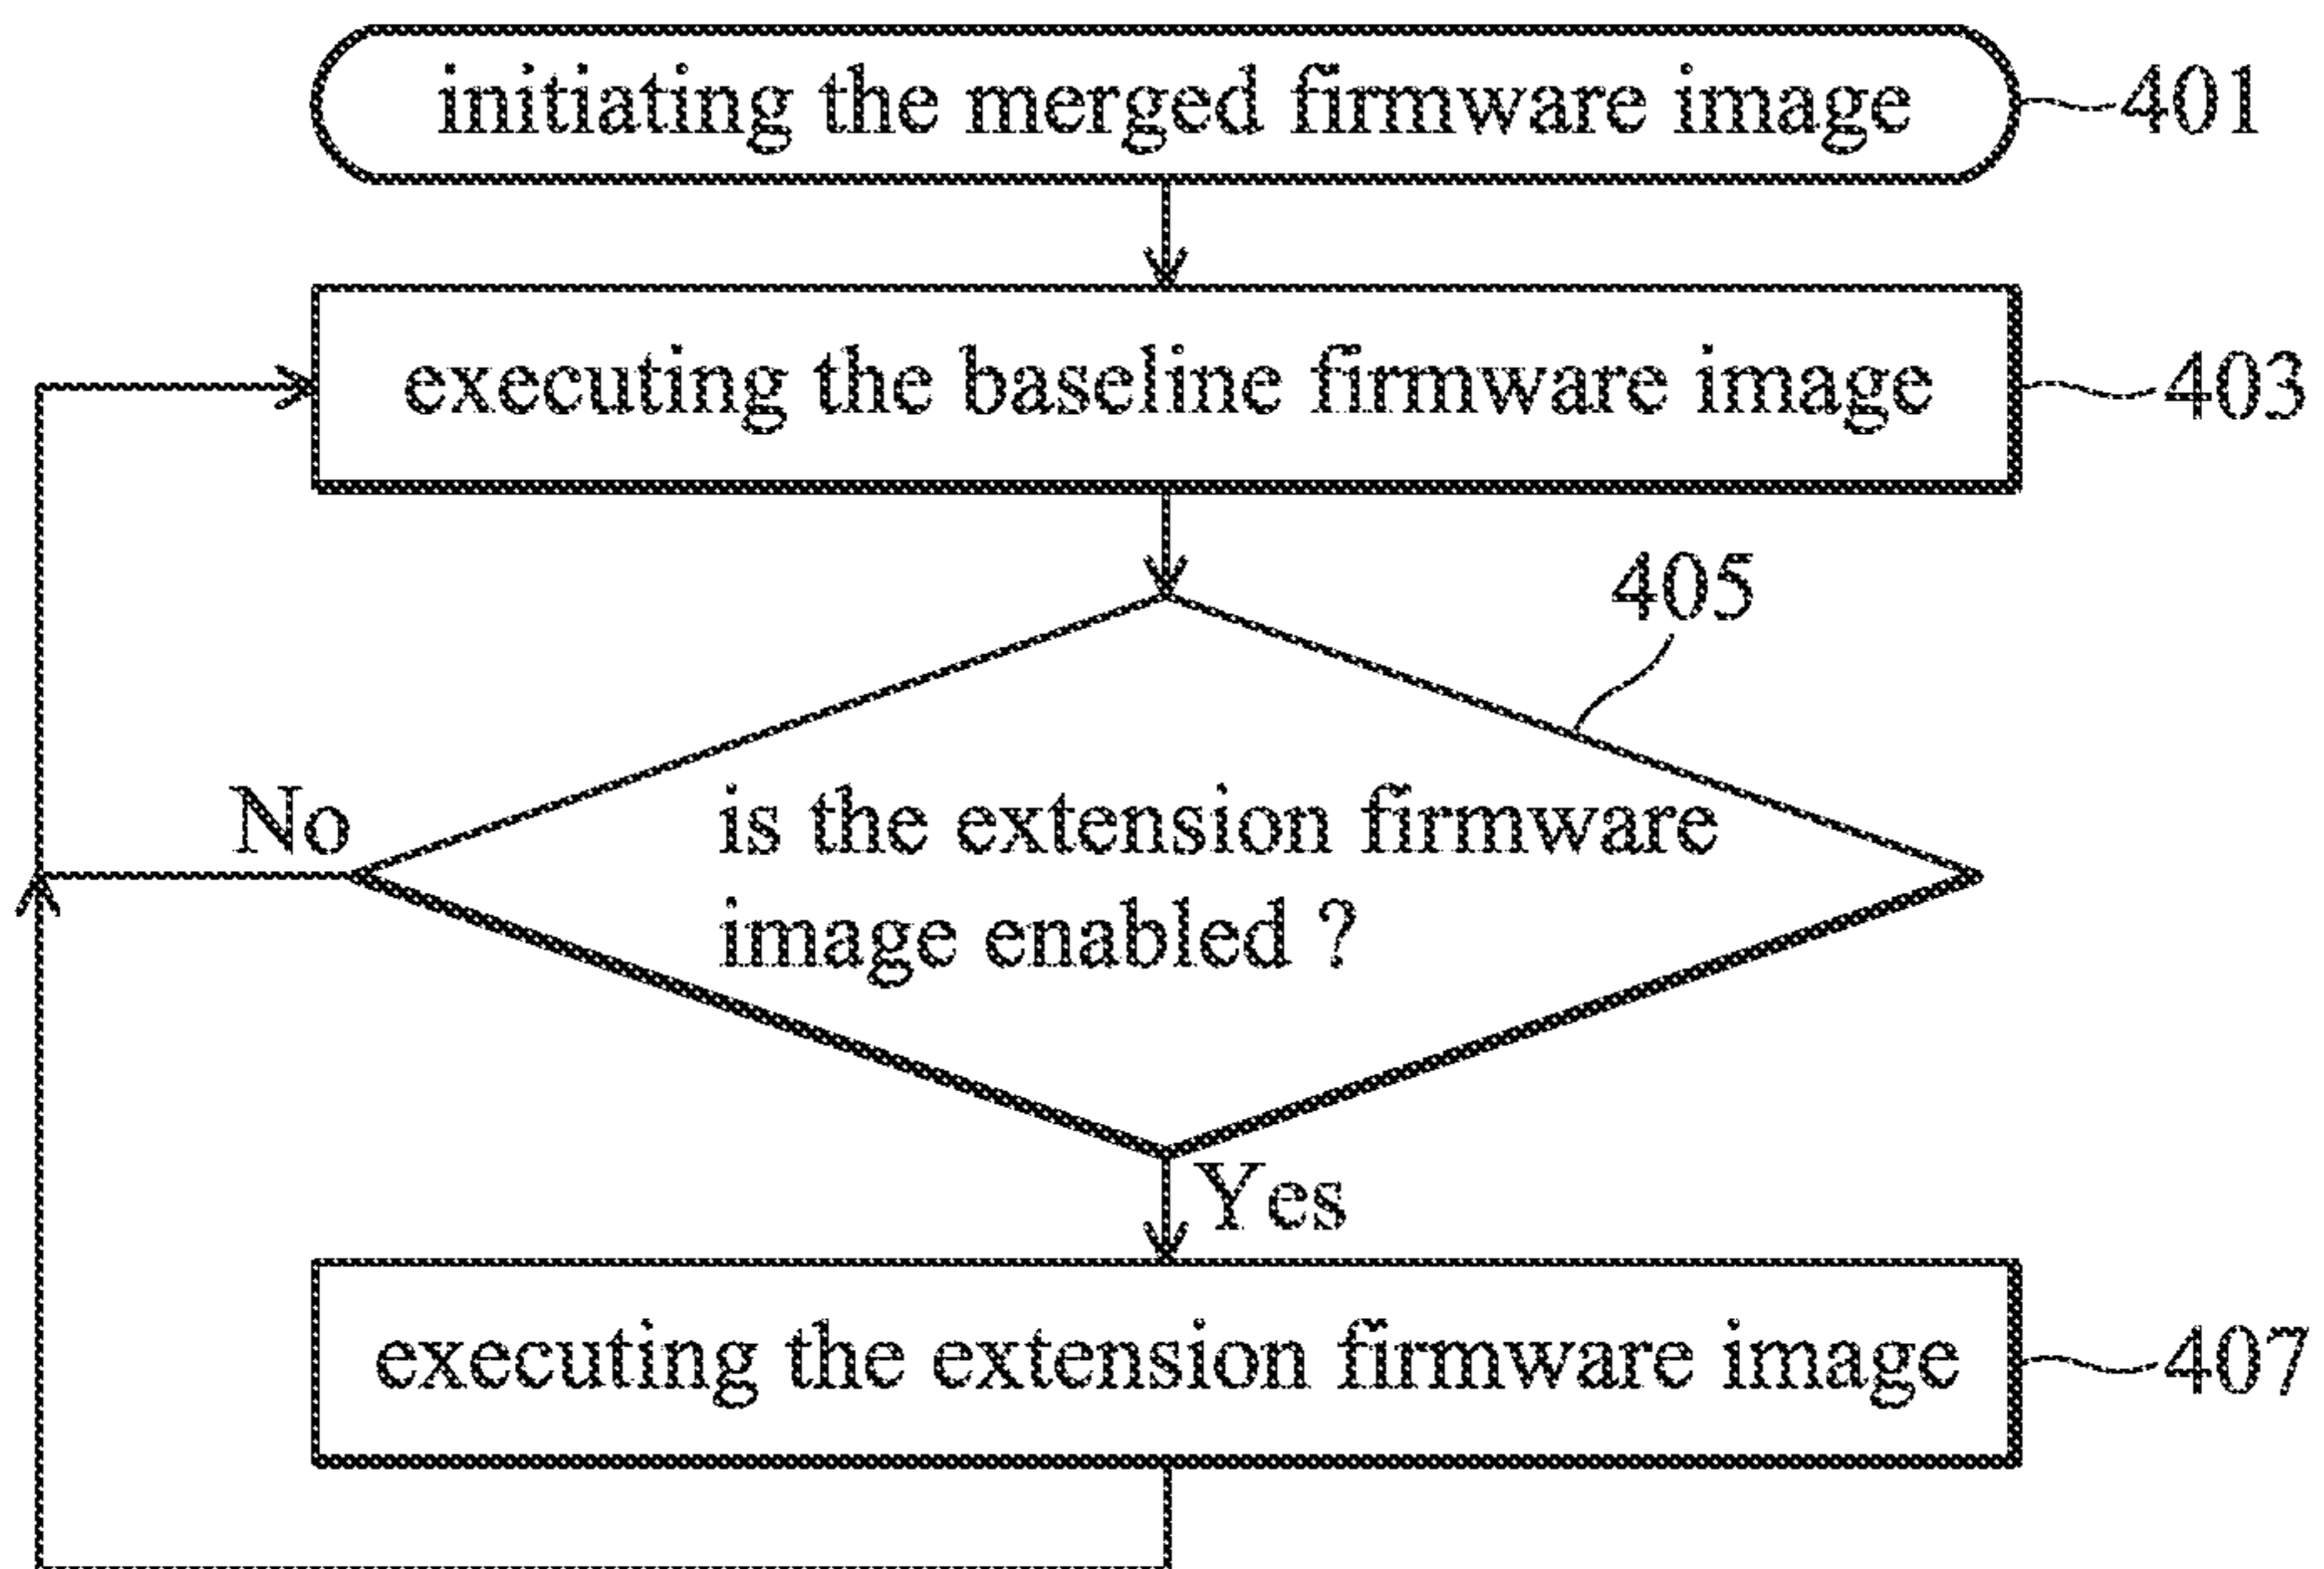 initiating the merged firmware image
401
executing the baseline firmware image
403
405
No
is the extension firmware
image enabled ?
Yes
executing the extension firmware image
407